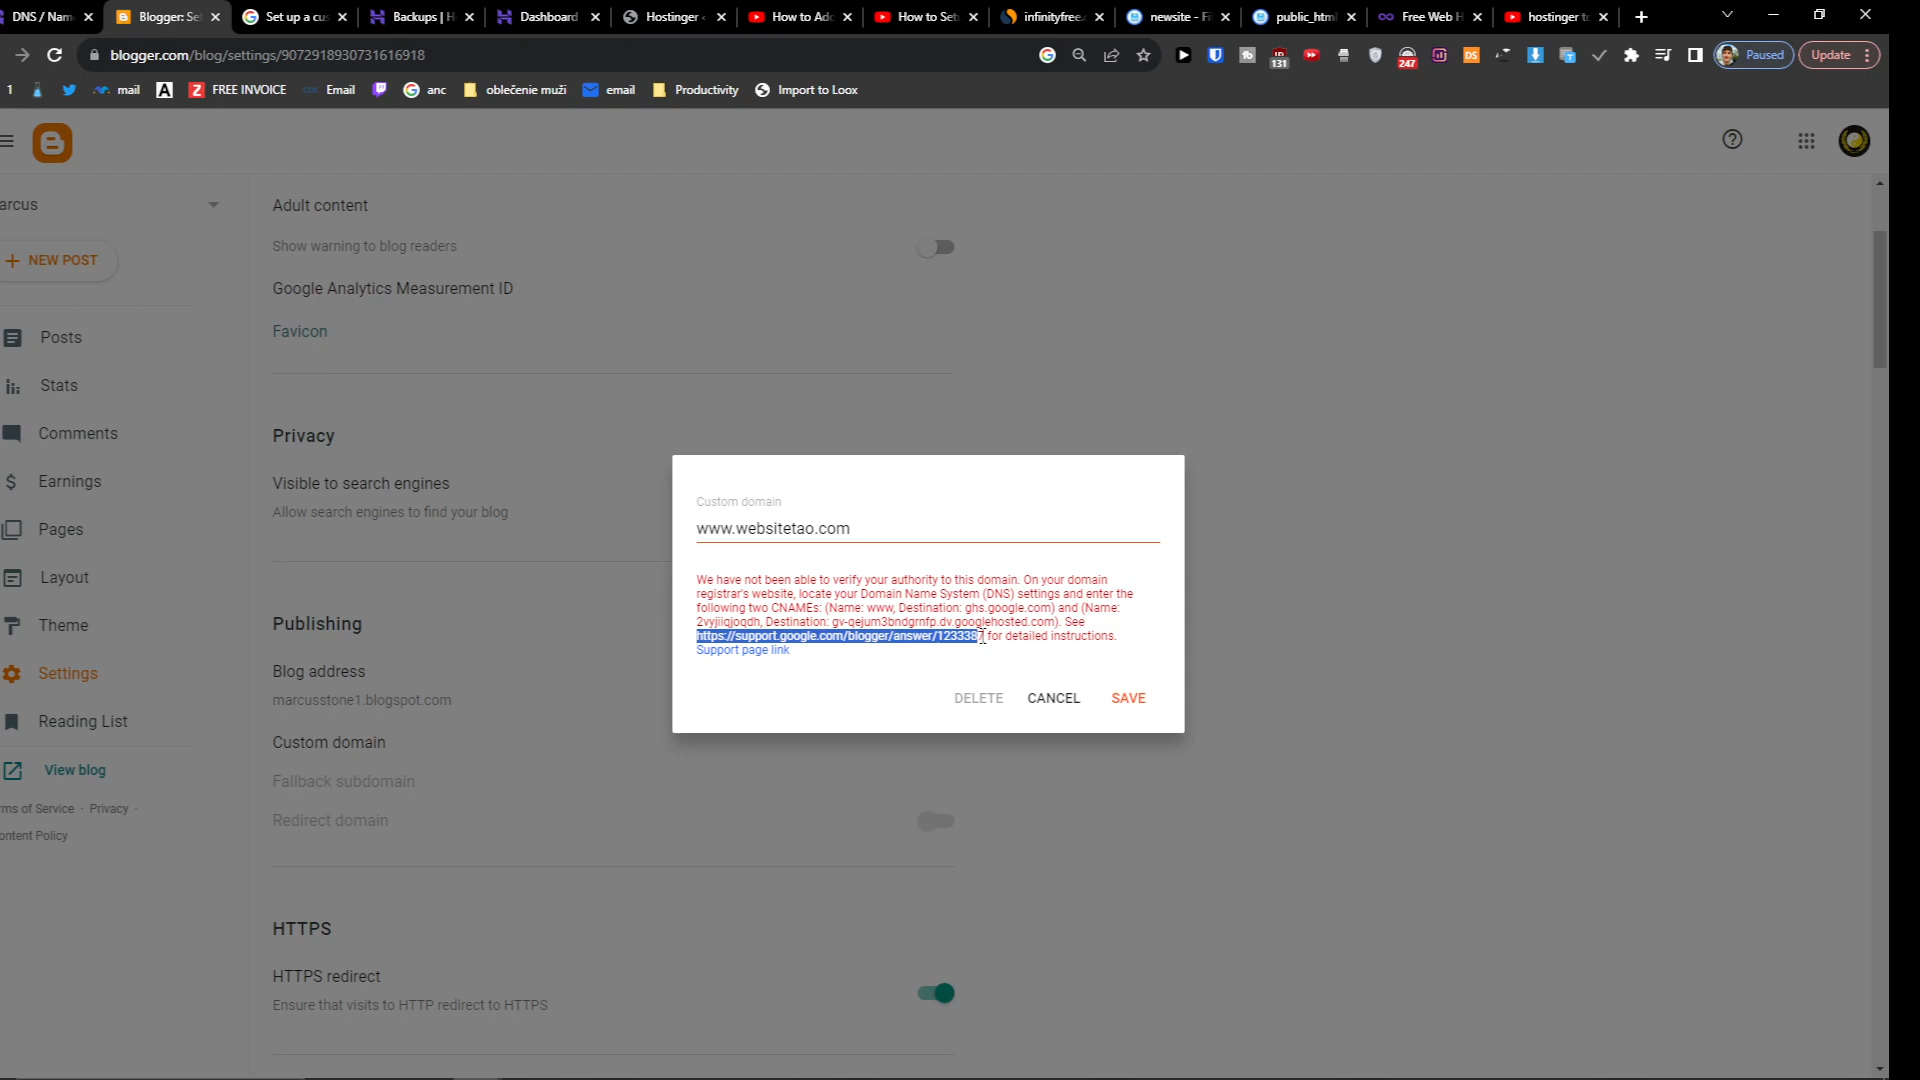 DNS / Nam
Blogger: Se
Set up a cus
Backups | H
Dashboard
Hostinger
How to Ad
How to Set
infinityfree.
newsite - Fi
public_html
Free Web H
hostinger to
blogger.com/blog/settings/9072918930731616918
131
247
DS
Paused
Update
1
mail
A
Z
FREE INVOICE
Email
anc
oblečenie muži
email
Productivity
Import to Loox
arcus
NEW POST
Posts
Stats
Comments
Earnings
Pages
Layout
Theme
Settings
Reading List
View blog
rms of Service · Privacy ·
ontent Policy
Adult content
Show warning to blog readers
Google Analytics Measurement ID
Favicon
Privacy
Visible to search engines
Allow search engines to find your blog
Publishing
Blog address
marcusstone1.blogspot.com
Custom domain
Fallback subdomain
Redirect domain
HTTPS
HTTPS redirect
Ensure that visits to HTTP redirect to HTTPS
Custom domain
www.websitetao.com
We have not been able to verify your authority to this domain. On your domain
registrar's website, locate your Domain Name System (DNS) settings and enter the
following two CNAMEs: (Name: www, Destination: ghs.google.com) and (Name:
2vyjiiqjoqdh, Destination: gv-qejum3bndgrnfp.dv.googlehosted.com). See
https://support.google.com/blogger/answer/1233387 for detailed instructions.
Support page link
DELETE
CANCEL
SAVE